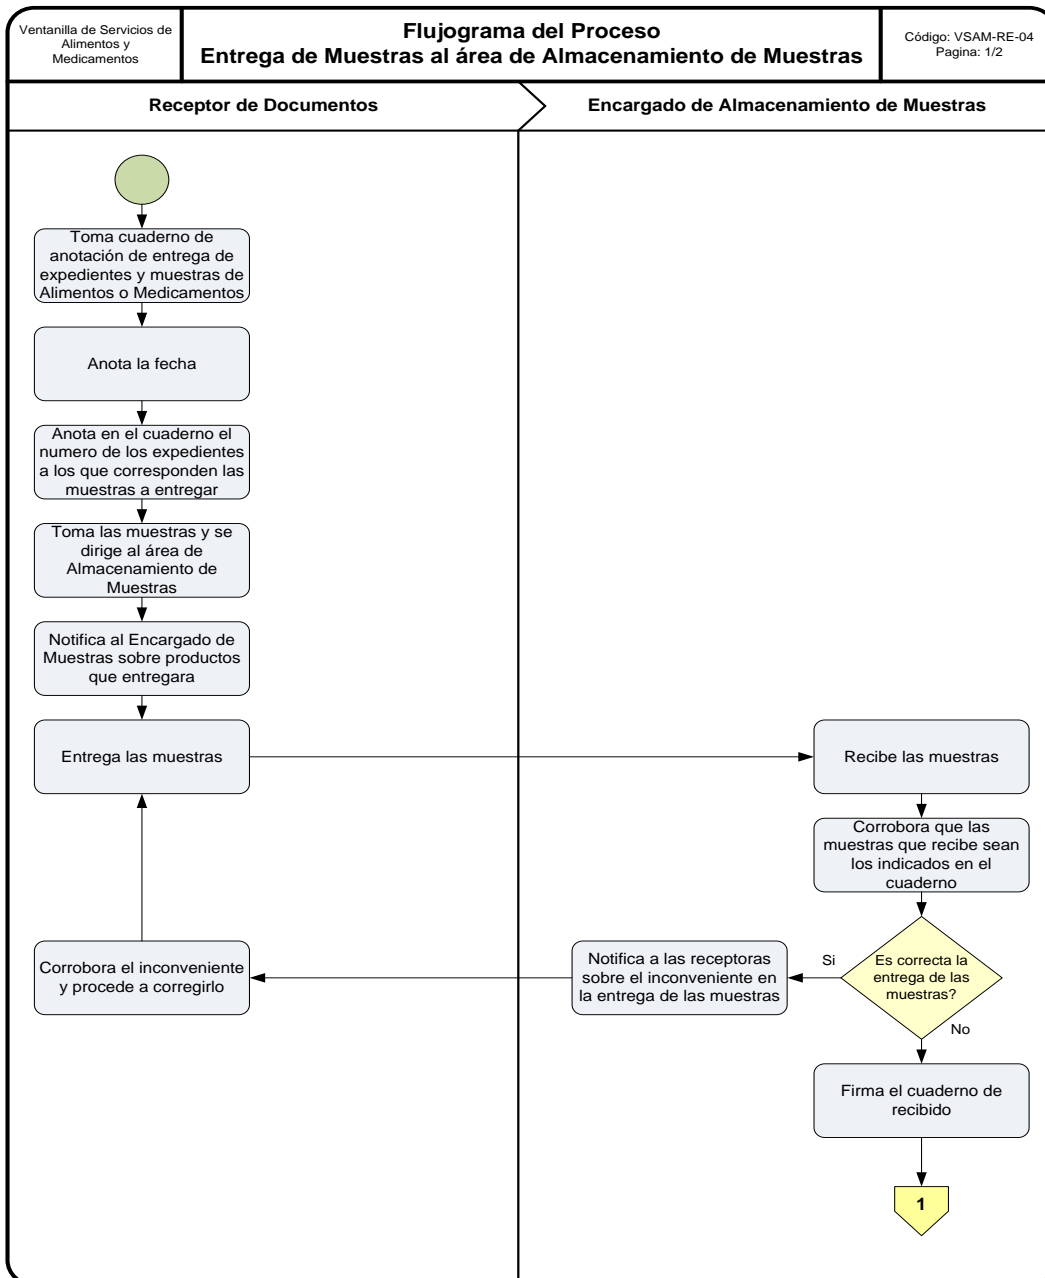 Ventanilla de Servicios de
Alimentos y
Medicamentos
Flujograma del Proceso
Entrega de Muestras al área de Almacenamiento de Muestras
Código: VSAM-RE-04
Pagina: 1/2
Receptor de Documentos
Encargado de Almacenamiento de Muestras
Toma cuaderno de
anotación de entrega de
expedientes y muestras de
Alimentos o Medicamentos
Anota la fecha
Anota en el cuaderno el
numero de los expedientes
a los que corresponden las
muestras a entregar
Toma las muestras y se
dirige al área de
Almacenamiento de
Muestras
Notifica al Encargado de
Muestras sobre productos
que entregara
Entrega las muestras
Recibe las muestras
Corrobora que las
muestras que recibe sean
los indicados en el
cuaderno
Es correcta la
entrega de las
muestras?
Si
Notifica a las receptoras
sobre el inconveniente en
la entrega de las muestras
Corrobora el inconveniente
y procede a corregirlo
No
Firma el cuaderno de
recibido
1